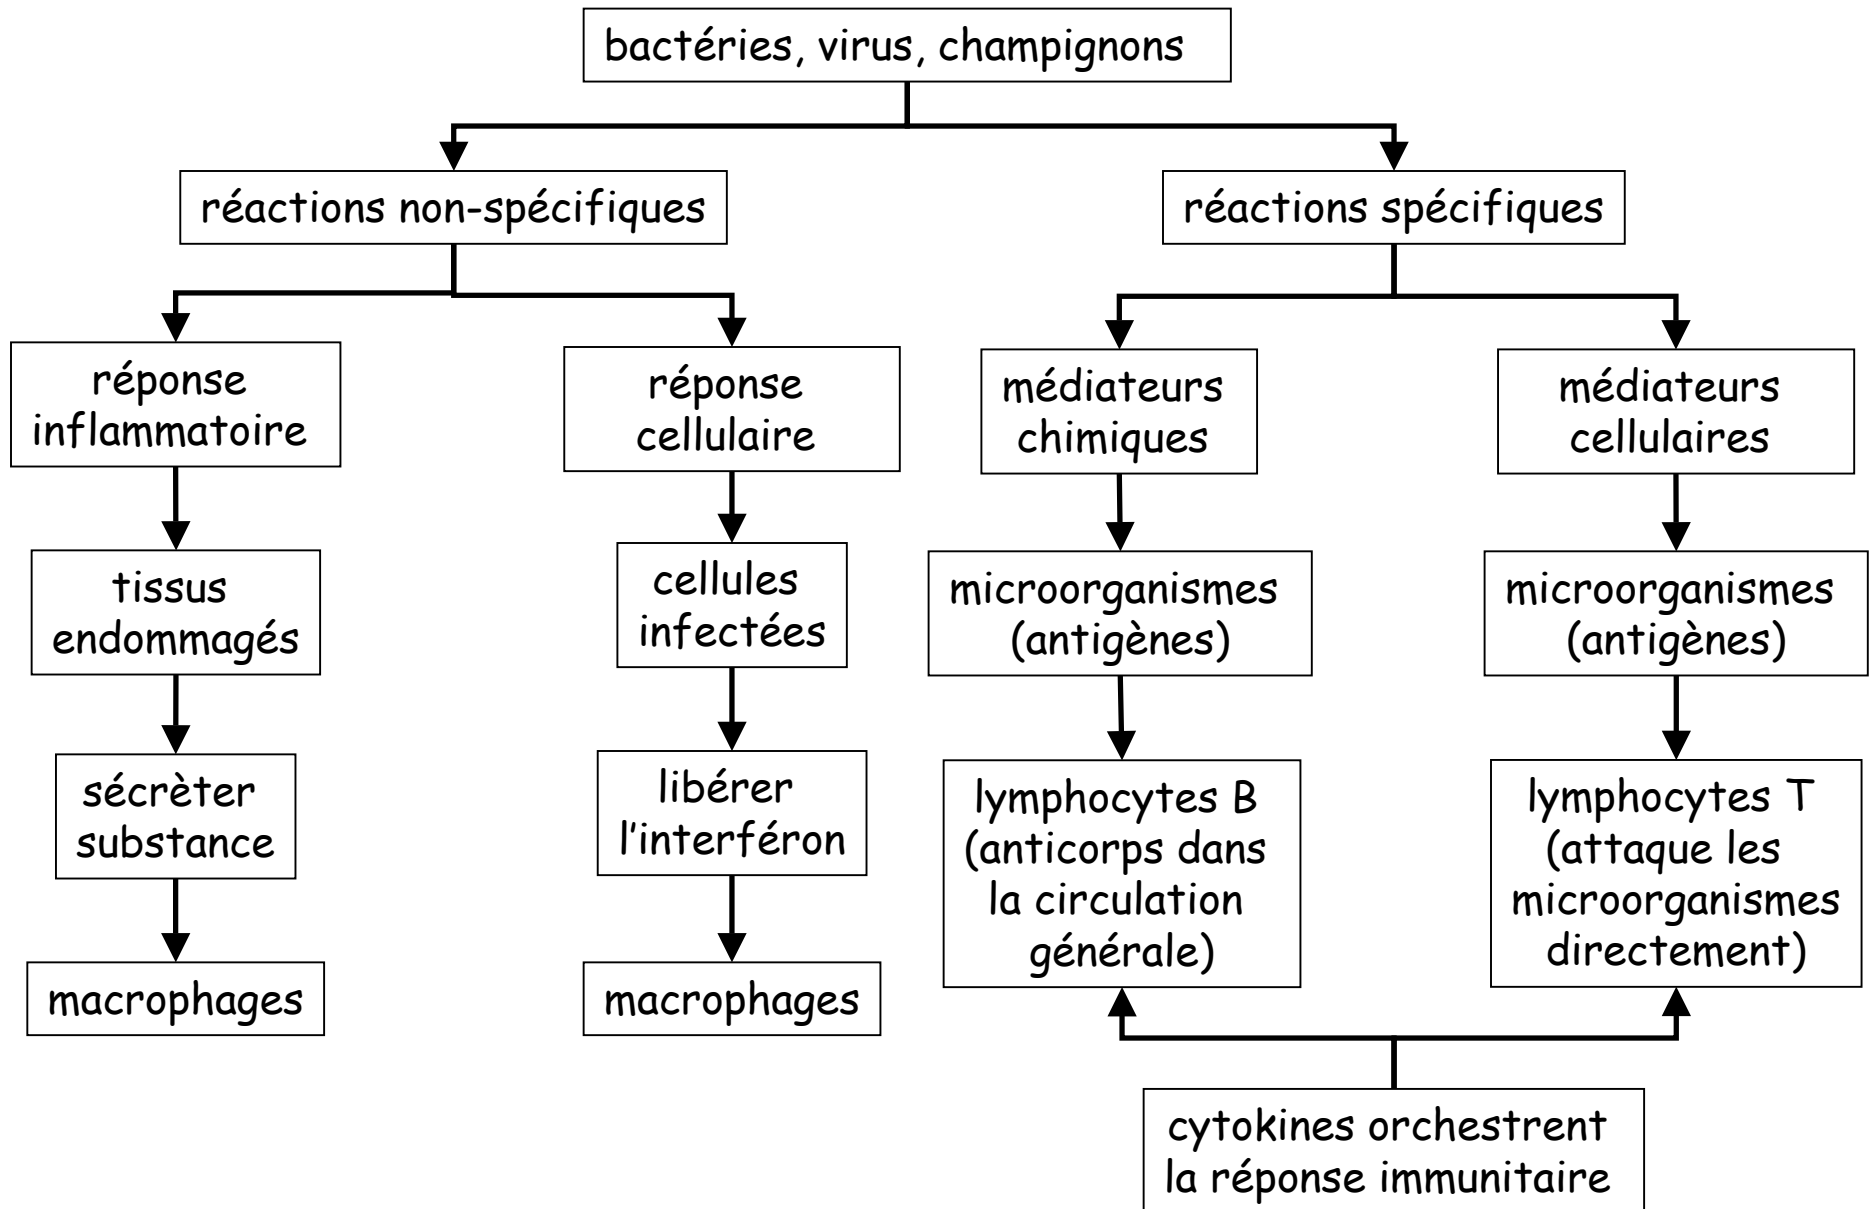 bactéries, virus, champignons
réactions non-spécifiques
réactions spécifiques
réponse
inflammatoire
réponse
cellulaire
médiateurs
chimiques
médiateurs
cellulaires
tissus
endommagés
cellules
infectées
microorganismes
(antigènes)
microorganismes
(antigènes)
sécrèter
substance
libérer
l'interféron
lymphocytes B
(anticorps dans
la circulation
générale)
lymphocytes T
(attaque les
microorganismes
directement)
macrophages
macrophages
cytokines orchestrent
la réponse immunitaire